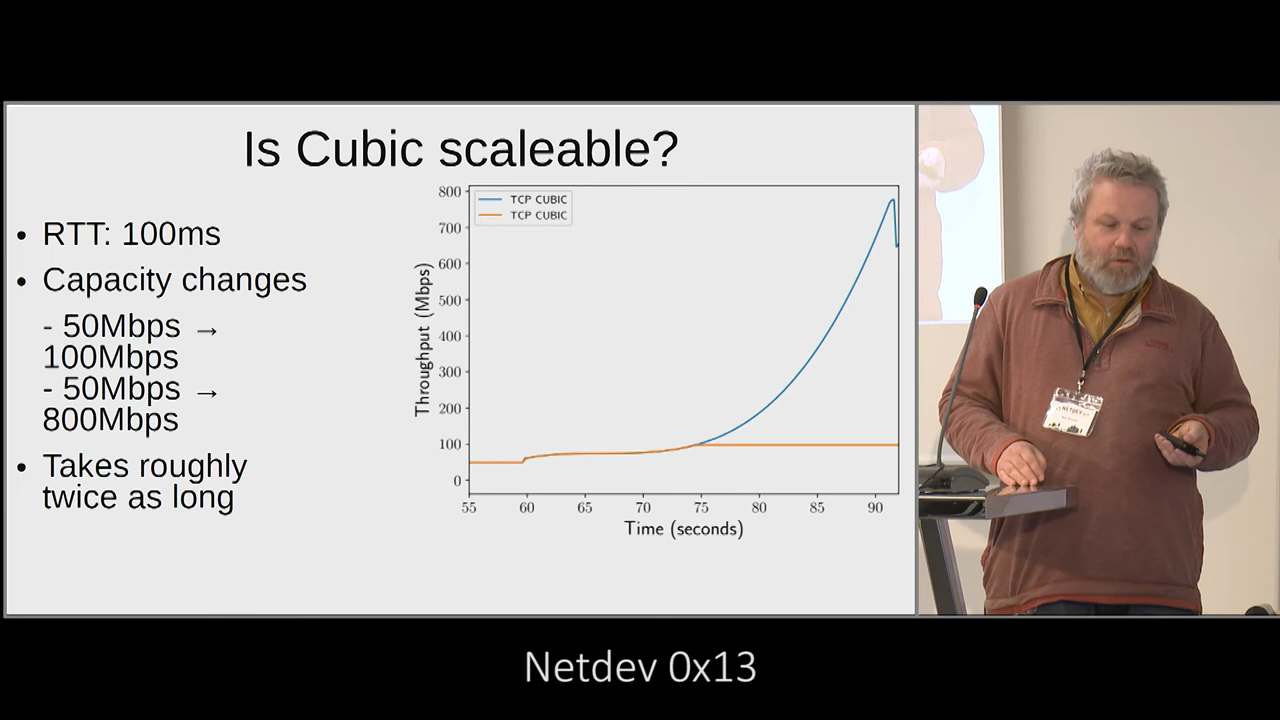 Is Cubic scaleable?
• RTT: 100ms
• Capacity changes
- 50Mbps →
100Mbps
- 50Mbps →
800Mbps
• Takes roughly
twice as long
800
700
600
500
400
300
200
100
0
Throughput (Mbps)
TCP CUBIC
TCP CUBIC
55 60 65 70 75 80 85 90
Time (seconds)
NETDEV
Netdev 0x13